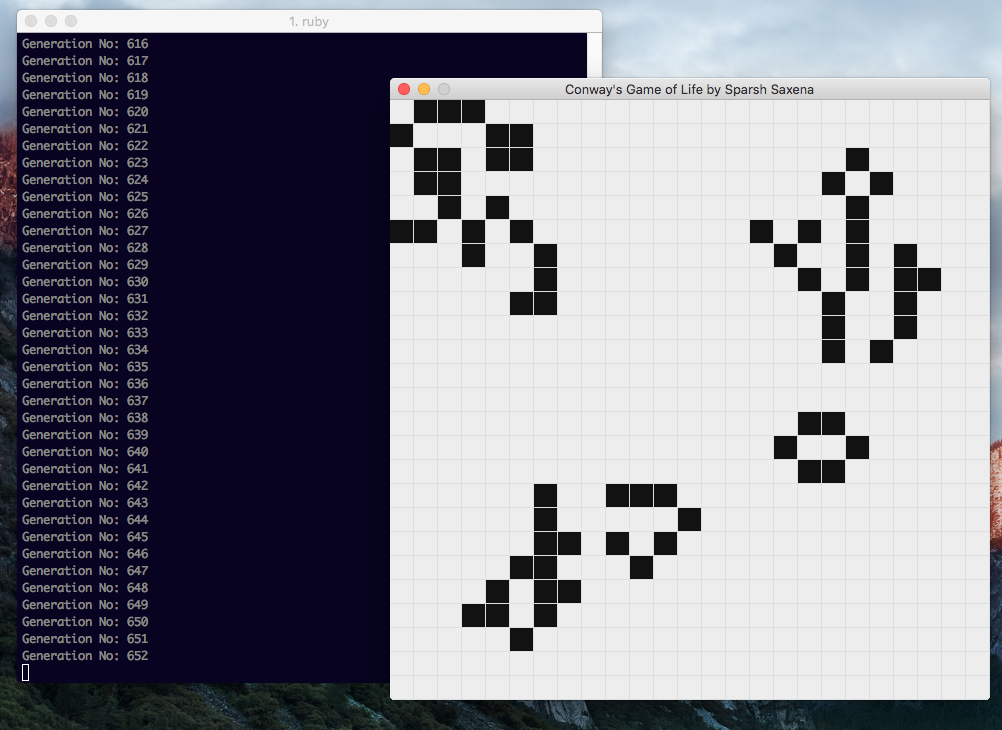 1. ruby
Generation No: 616
Generation No: 617
Generation No: 618
Generation No: 619
Generation No: 620
Generation No: 621
Generation No: 622
Generation No: 623
Generation No: 624
Generation No: 625
Generation No: 626
Generation No: 627
Generation No: 628
Generation No: 629
Generation No: 630
Generation No: 631
Generation No: 632
Generation No: 633
Generation No: 634
Generation No: 635
Generation No: 636
Generation No: 637
Generation No: 638
Generation No: 639
Generation No: 640
Generation No: 641
Generation No: 642
Generation No: 643
Generation No: 644
Generation No: 645
Generation No: 646
Generation No: 647
Generation No: 648
Generation No: 649
Generation No: 650
Generation No: 651
Generation No: 652
Conway's Game of Life by Sparsh Saxena